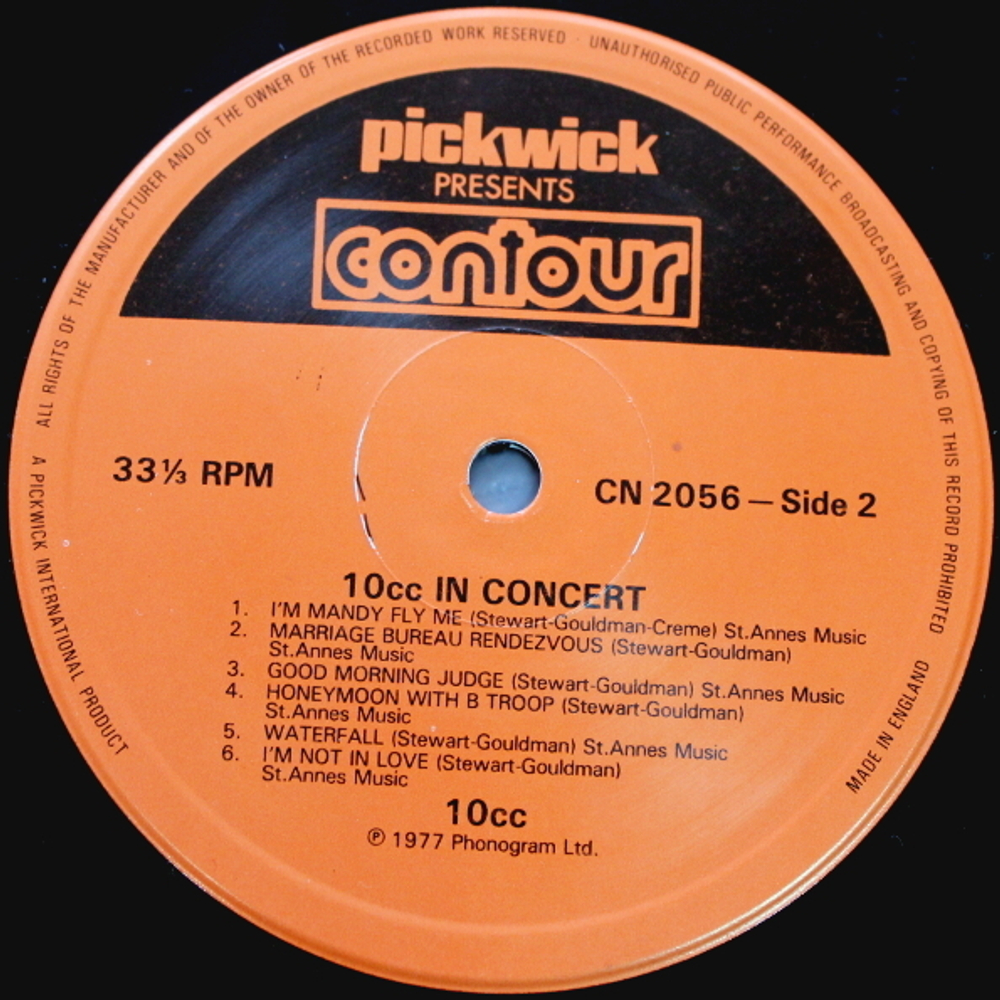 ALL RIGHTS OF THE MANUFACTURER AND OF THE OWNER OF THE RECORDED WORK RESERVED · UNAUTHORISED PUBLIC PERFORMANCE BROADCASTING AND COPYING OF THIS RECORD PROHIBITED
pickwick
PRESENTS
contour
33⅓ RPM
CN 2056 — Side 2
10cc IN CONCERT
1. I'M MANDY FLY ME (Stewart-Gouldman-Creme) St.Annes Music
2. MARRIAGE BUREAU RENDEZVOUS (Stewart-Gouldman)
St.Annes Music
3. GOOD MORNING JUDGE (Stewart-Gouldman) St.Annes Music
4. HONEYMOON WITH B TROOP (Stewart-Gouldman)
St.Annes Music
5. WATERFALL (Stewart-Gouldman) St.Annes Music
6. I'M NOT IN LOVE (Stewart-Gouldman)
St.Annes Music
10cc
℗ 1977 Phonogram Ltd.
A PICKWICK INTERNATIONAL PRODUCT
MADE IN ENGLAND